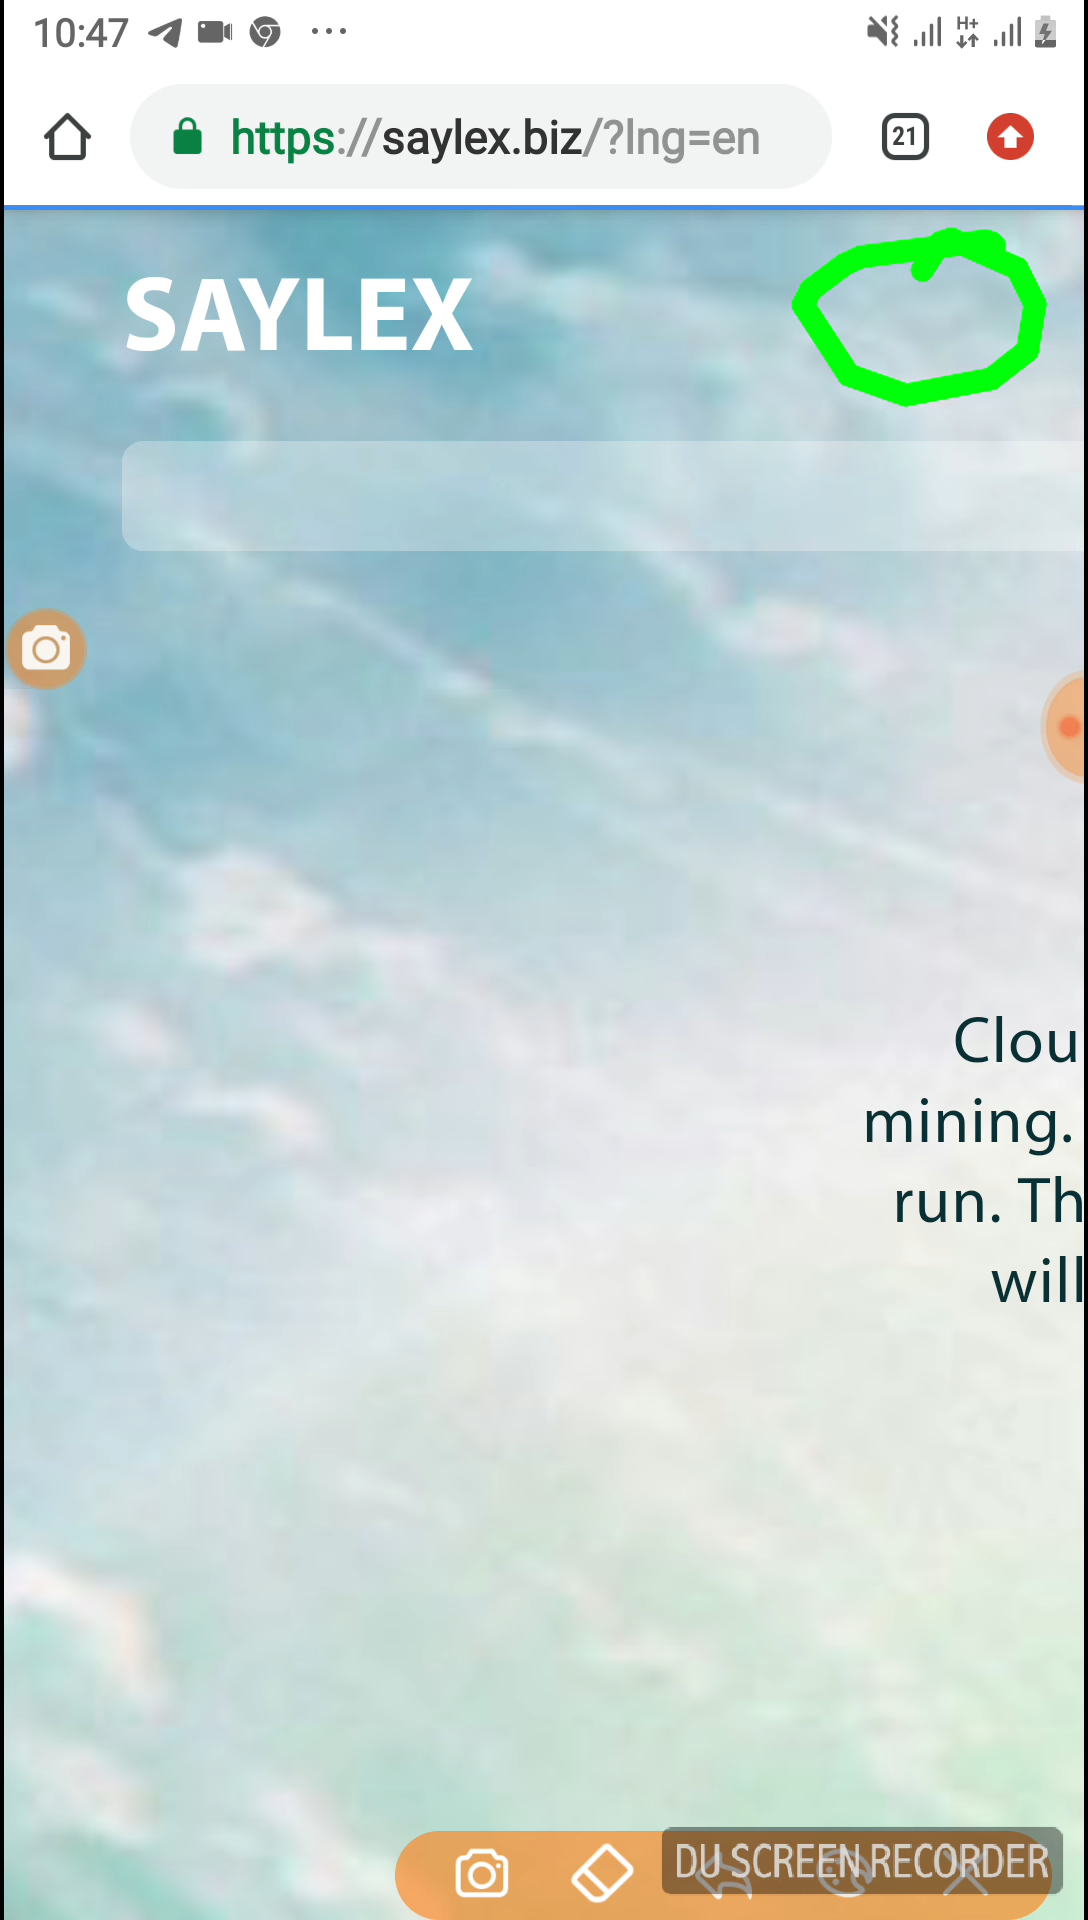 10:47
H+
https://saylex.biz/?lng=en
21
SAYLEX
Clou
mining.
run. Th
will
DU SCREEN RECORDER